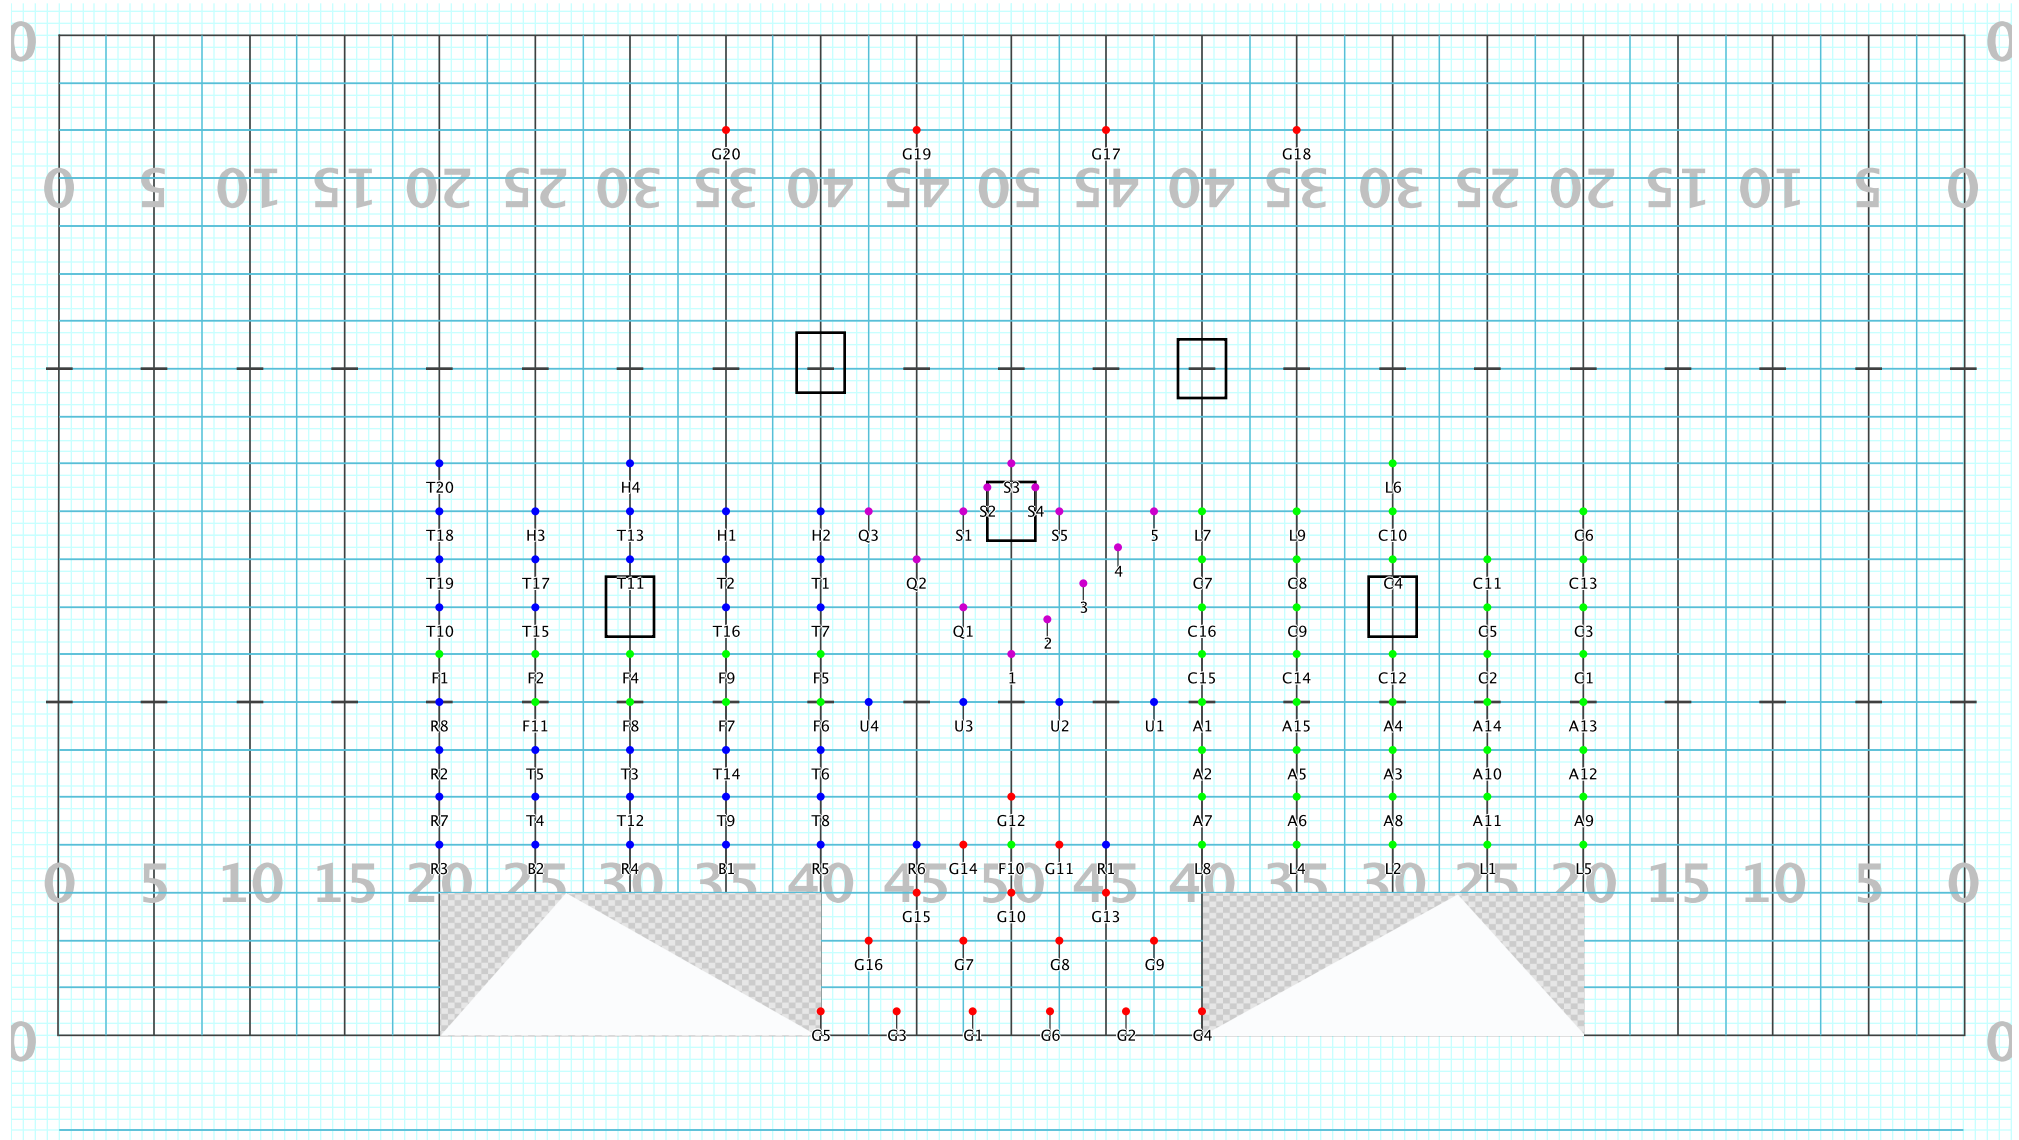 0 0
G20 G19 G17 G18
0 5 10 15 20 25 30 35 40 45 50 45 40 35 30 25 20 15 10 5 0
T20 H4 S3 L6
S2 S4
T18 H3 T13 H1 H2 Q3 S1 S5 5 L7 L9 C10 C6
4
T19 T17 T11 T2 T1 Q2 C7 C8 C4 C11 C13
3
T10 T15 T16 T7 Q1 C16 C9 C5 C3
2
F1 F2 F4 F9 F5 1 C15 C14 C12 C2 C1
R8 F11 F8 F7 F6 U4 U3 U2 U1 A1 A15 A4 A14 A13
R2 T5 T3 T14 T6 A2 A5 A3 A10 A12
R7 T4 T12 T9 T8 G12 A7 A6 A8 A11 A9
R3 B2 R4 B1 R5 R6 G14 F10 G11 R1 L8 L4 L2 L1 L5
0 5 10 15 20 25 30 35 40 45 50 45 40 35 30 25 20 15 10 5 0
G15 G10 G13
G16 G7 G8 G9
G5 G3 G1 G6 G2 G4
0 0